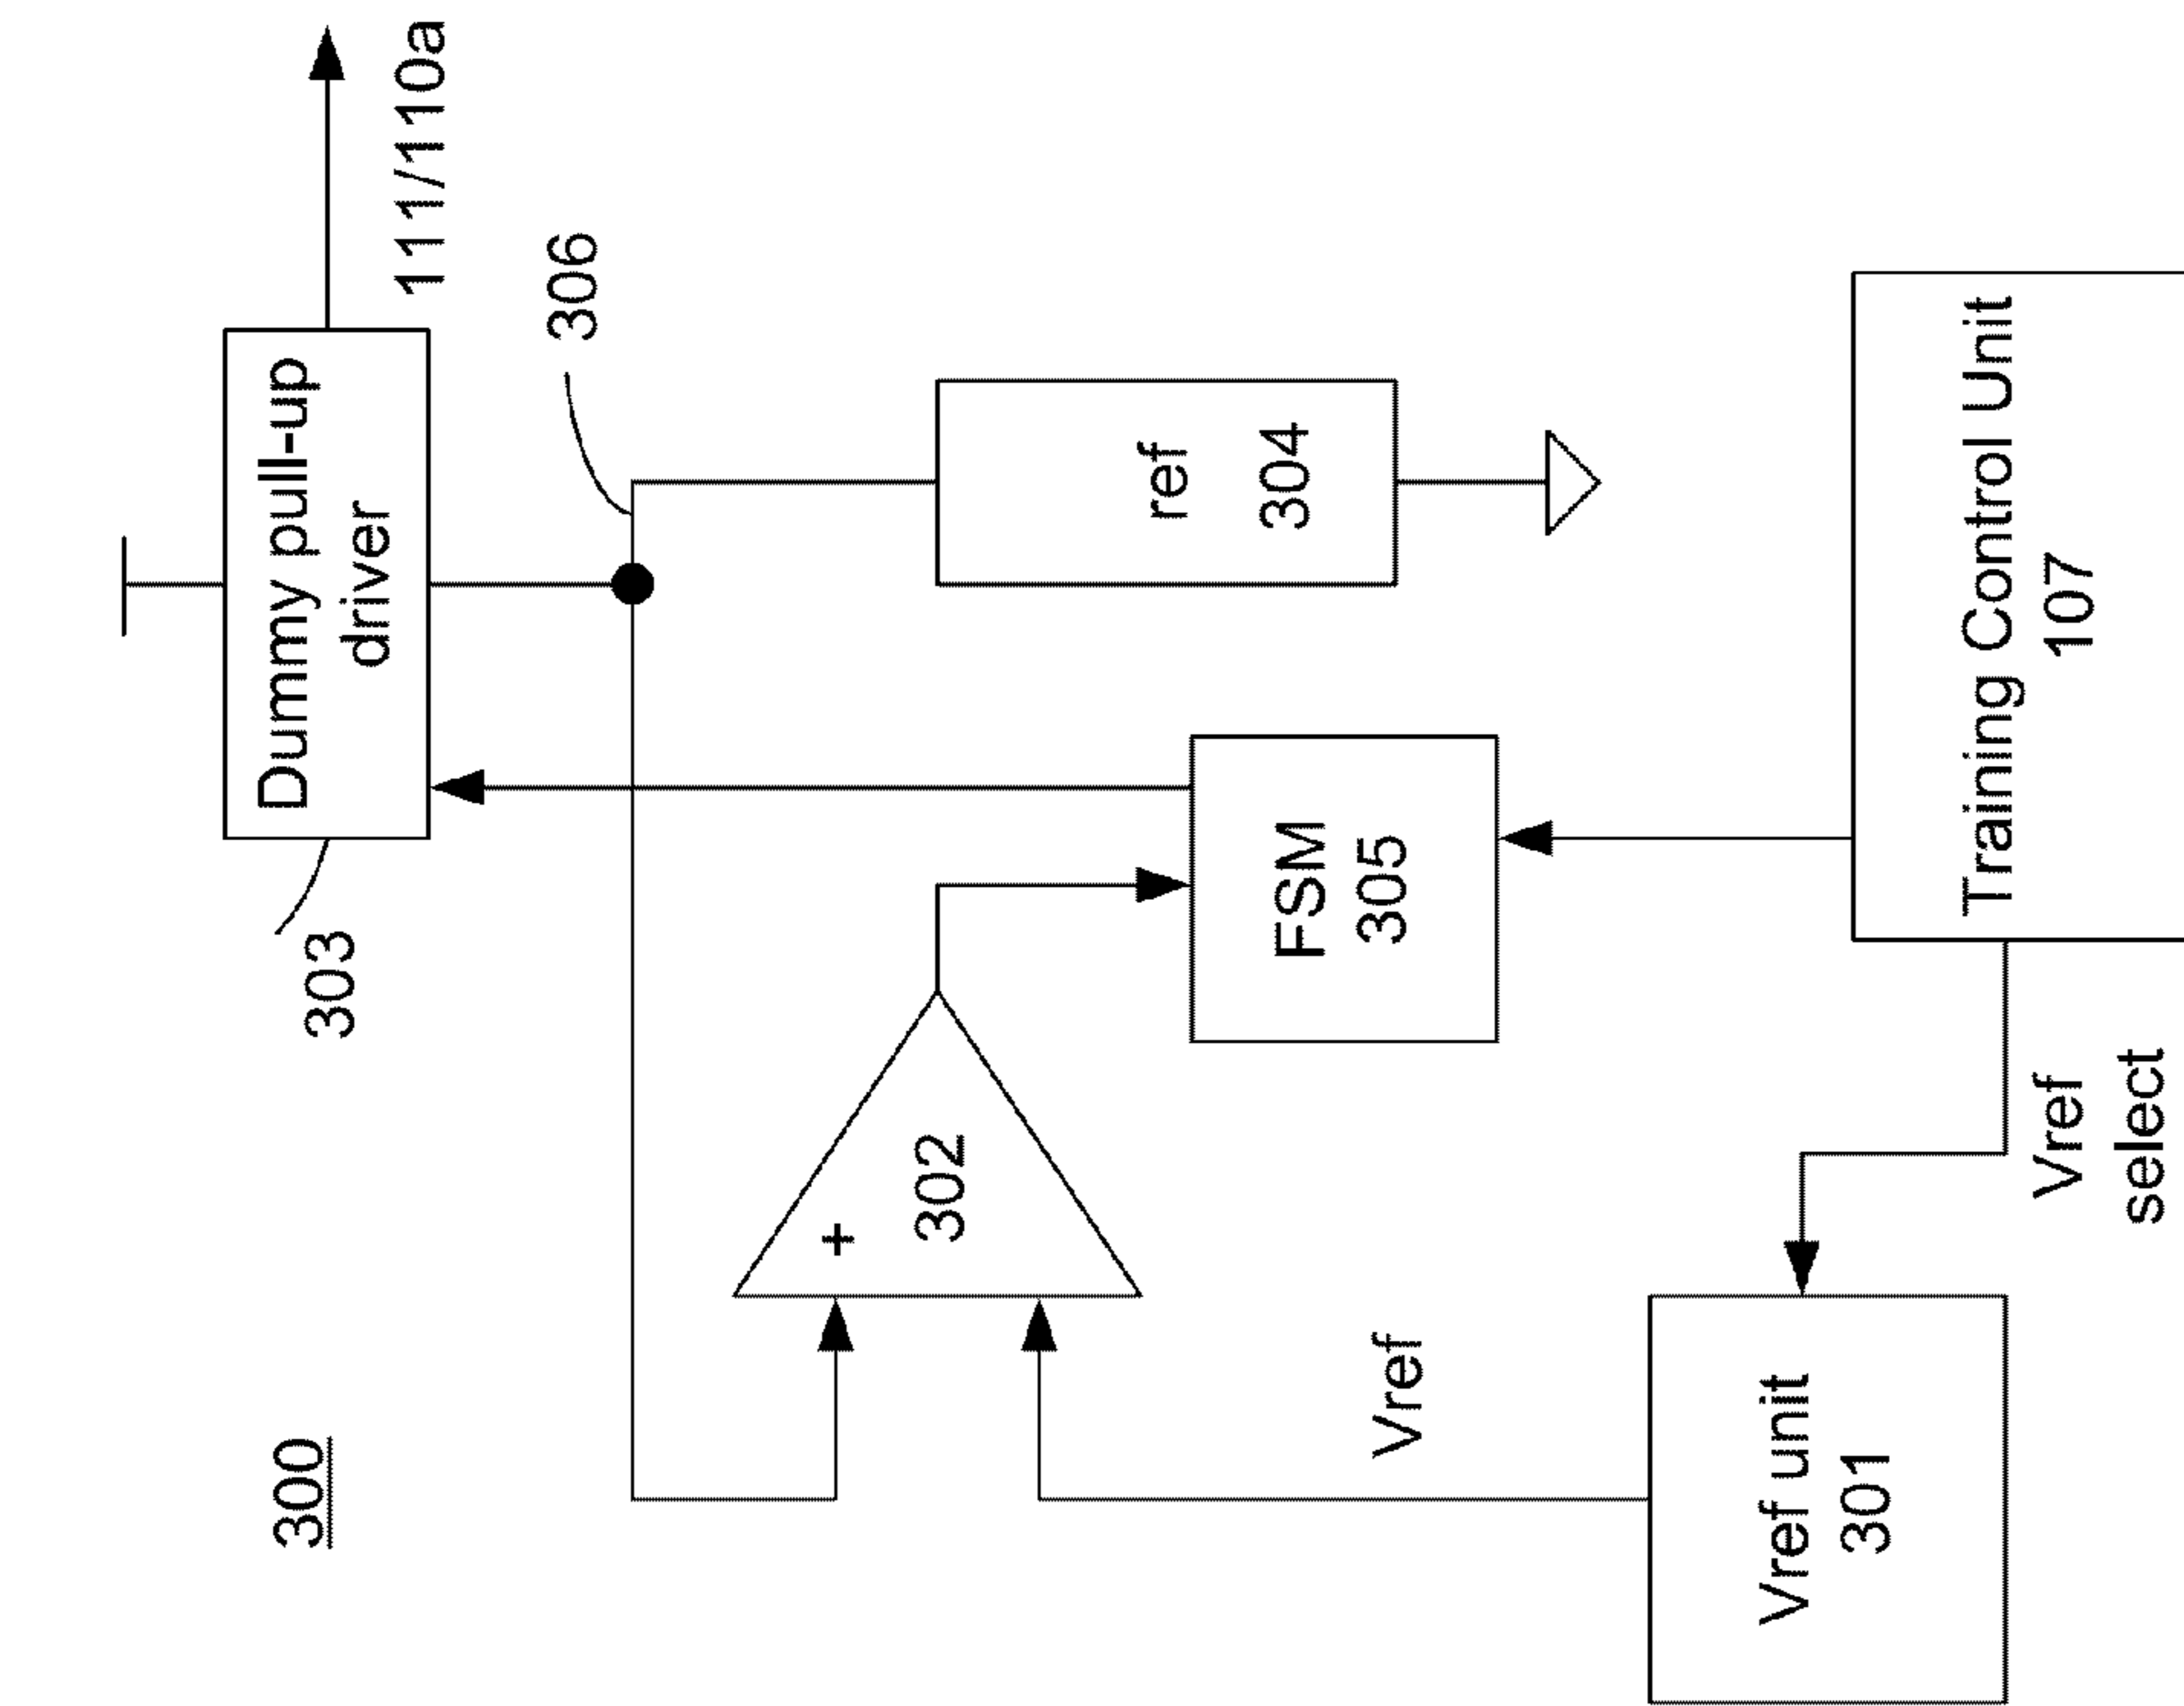 300
303
Dummy pull-up
driver
111/110a
306
+
302
ref
304
FSM
305
Vref
Vref unit
301
Vref
select
Training Control Unit
107